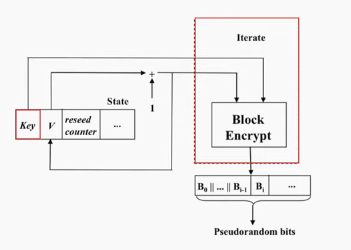 Iterate
State
+
1
Key V reseed counter ...
Block
Encrypt
B0 || ... || Bi-1 Bi ...
Pseudorandom bits